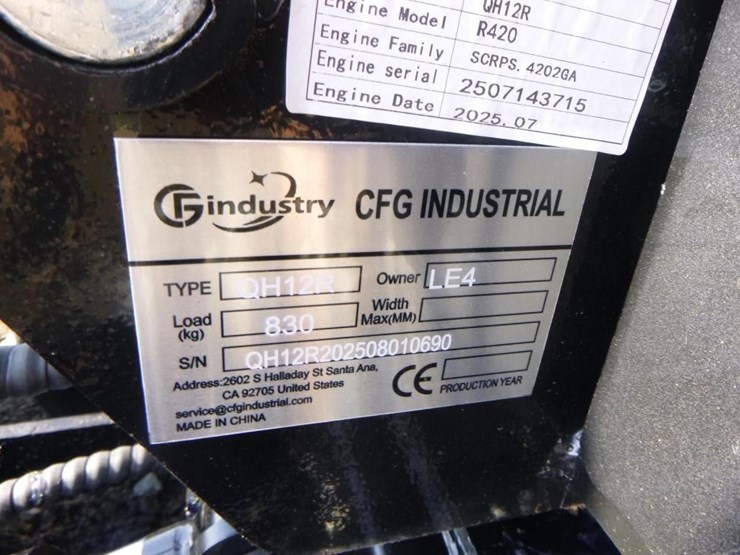 QH12R
Engine Model R420
Engine Family SCRPS. 4202GA
Engine serial 2507143715
Engine Date 2025. 07
CFG industry CFG INDUSTRIAL
TYPE QH12R Owner LE4
Load (kg) 830 Width Max(MM)
S/N QH12R202508010690
Address:2602 S Halladay St Santa Ana,
CA 92705 United States
service@cfgindustrial.com
MADE IN CHINA
CE PRODUCTION YEAR